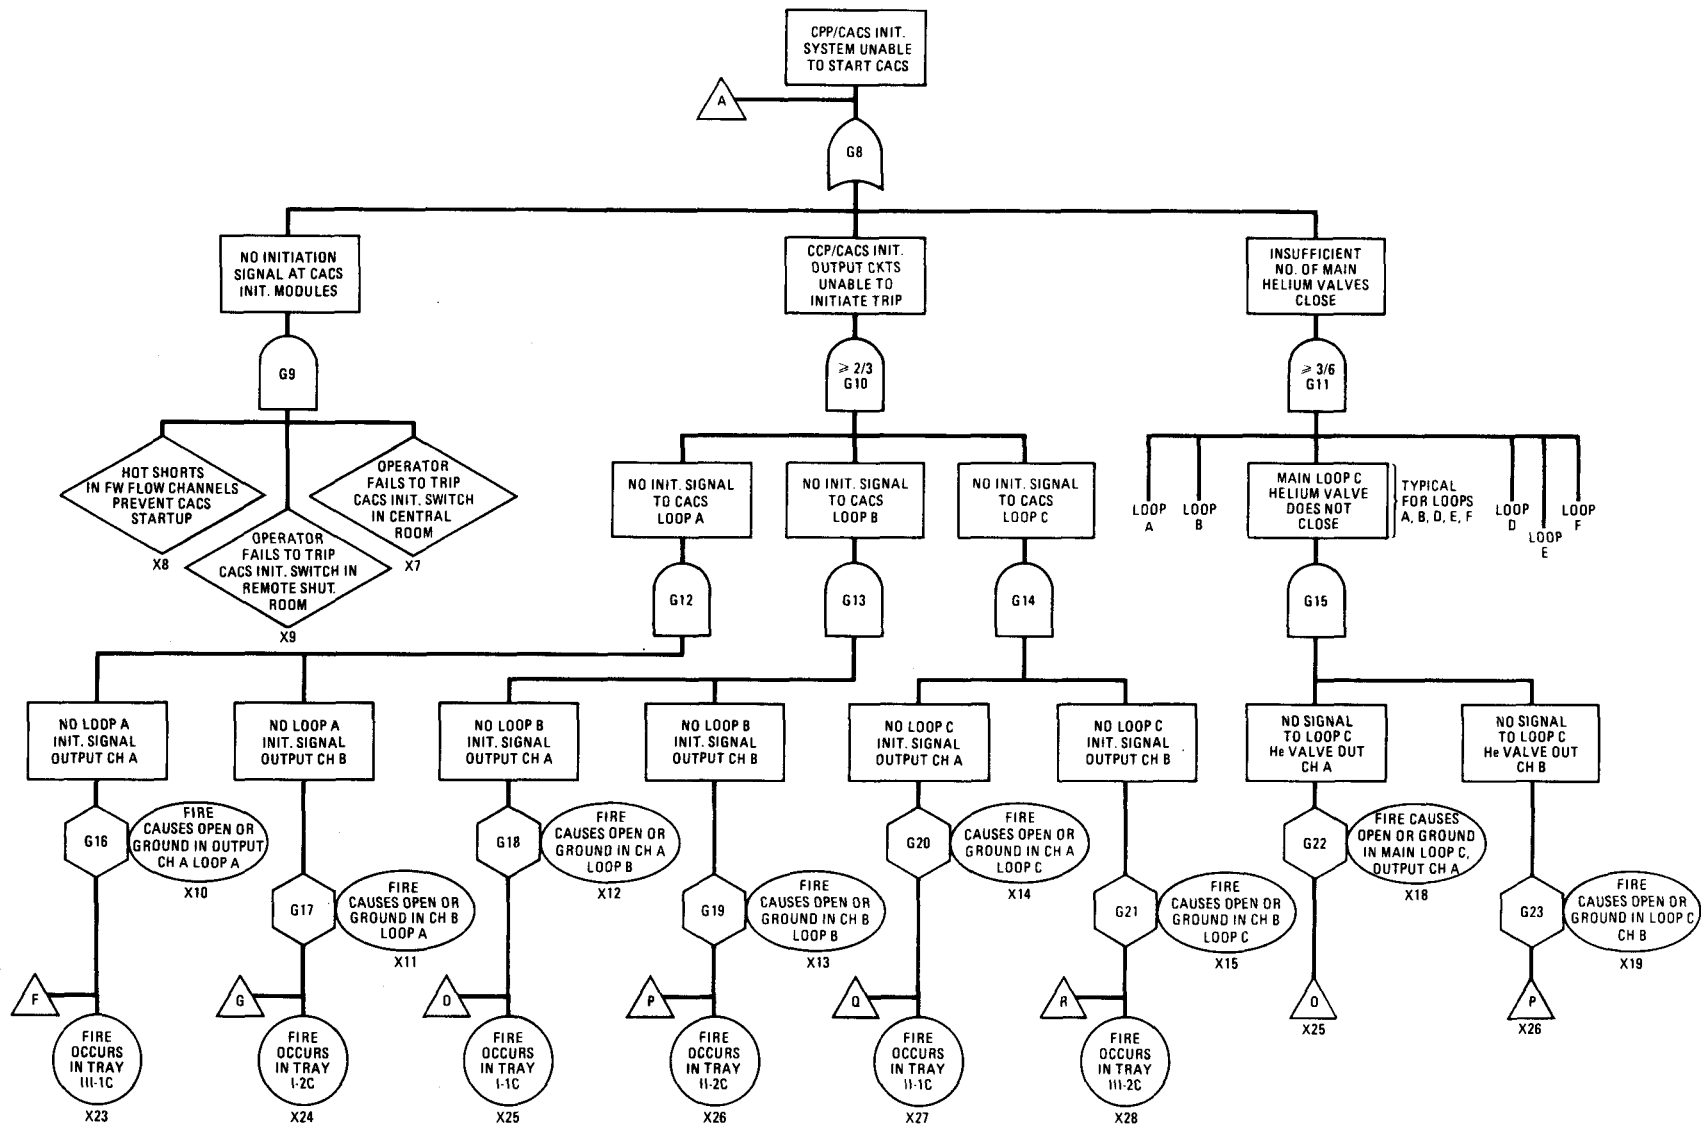 CPP/CACS INIT.
SYSTEM UNABLE
TO START CACS
A
G8
NO INITIATION
SIGNAL AT CACS
INIT. MODULES
CCP/CACS INIT.
OUTPUT CKTS
UNABLE TO
INITIATE TRIP
INSUFFICIENT
NO. OF MAIN
HELIUM VALVES
CLOSE
G9
⩾ 2/3
G10
⩾ 3/6
G11
HOT SHORTS
IN FW FLOW CHANNELS
PREVENT CACS
STARTUP
X8
OPERATOR
FAILS TO TRIP
CACS INIT. SWITCH IN
REMOTE SHUT.
ROOM
X9
OPERATOR
FAILS TO TRIP
CACS INIT. SWITCH
IN CENTRAL
ROOM
X7
NO INIT. SIGNAL
TO CACS
LOOP A
NO INIT. SIGNAL
TO CACS
LOOP B
NO INIT. SIGNAL
TO CACS
LOOP C
LOOP
A
LOOP
B
MAIN LOOP C
HELIUM VALVE
DOES NOT
CLOSE
TYPICAL
FOR LOOPS
A, B, D, E, F
LOOP
D
LOOP
E
LOOP
F
G12
G13
G14
G15
NO LOOP A
INIT. SIGNAL
OUTPUT CH A
NO LOOP A
INIT. SIGNAL
OUTPUT CH B
NO LOOP B
INIT. SIGNAL
OUTPUT CH A
NO LOOP B
INIT. SIGNAL
OUTPUT CH B
NO LOOP C
INIT. SIGNAL
OUTPUT CH A
NO LOOP C
INIT. SIGNAL
OUTPUT CH B
NO SIGNAL
TO LOOP C
He VALVE OUT
CH A
NO SIGNAL
TO LOOP C
He VALVE OUT
CH B
G16
FIRE
CAUSES OPEN OR
GROUND IN OUTPUT
CH A LOOP A
X10
G17
FIRE
CAUSES OPEN OR
GROUND IN CH B
LOOP A
X11
G18
FIRE
CAUSES OPEN OR
GROUND IN CH A
LOOP B
X12
G19
FIRE
CAUSES OPEN OR
GROUND IN CH B
LOOP B
X13
G20
FIRE
CAUSES OPEN OR
GROUND IN CH A
LOOP C
X14
G21
FIRE
CAUSES OPEN OR
GROUND IN CH B
LOOP C
X15
G22
FIRE CAUSES
OPEN OR GROUND
IN MAIN LOOP C,
OUTPUT CH A
X18
G23
FIRE
CAUSES OPEN OR
GROUND IN LOOP C
CH B
X19
F
G
O
P
Q
R
O
X25
P
X26
FIRE
OCCURS
IN TRAY
III-1C
X23
FIRE
OCCURS
IN TRAY
I-2C
X24
FIRE
OCCURS
IN TRAY
I-1C
X25
FIRE
OCCURS
IN TRAY
II-2C
X26
FIRE
OCCURS
IN TRAY
II-1C
X27
FIRE
OCCURS
IN TRAY
III-2C
X28